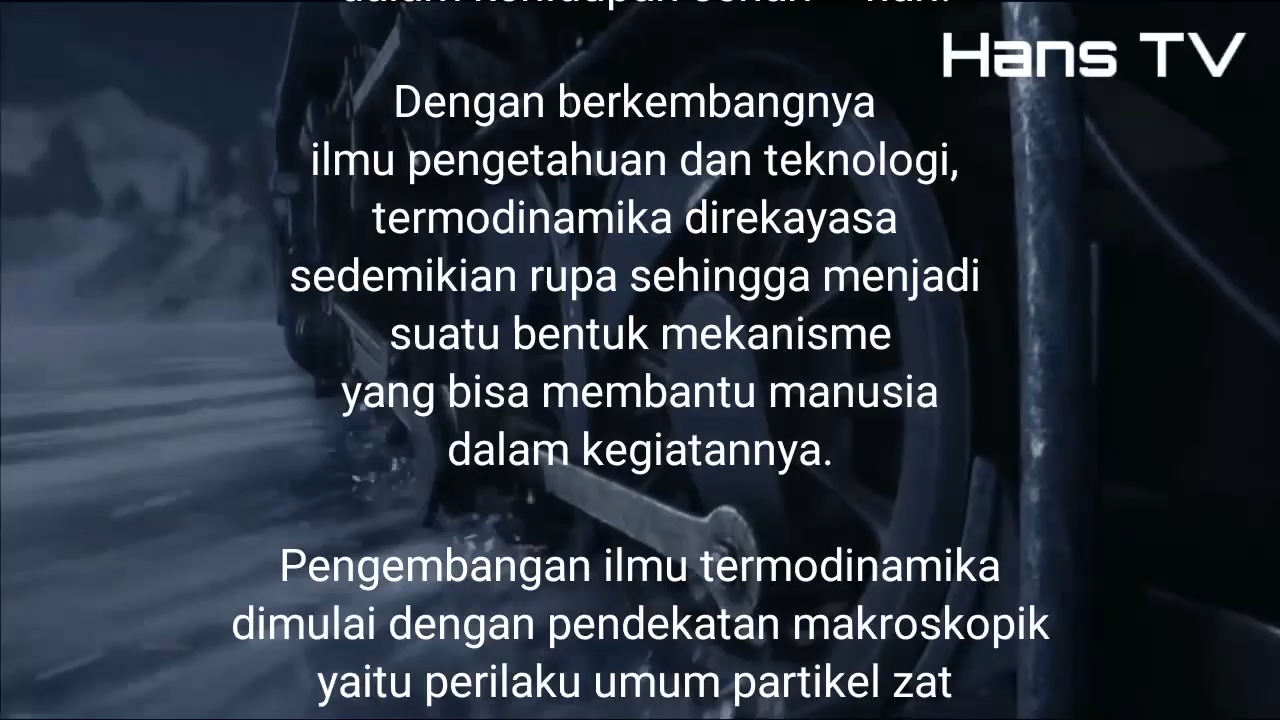 Hans TV
Dengan berkembangnya
ilmu pengetahuan dan teknologi,
termodinamika direkayasa
sedemikian rupa sehingga menjadi
suatu bentuk mekanisme
yang bisa membantu manusia
dalam kegiatannya.
Pengembangan ilmu termodinamika
dimulai dengan pendekatan makroskopik
yaitu perilaku umum partikel zat